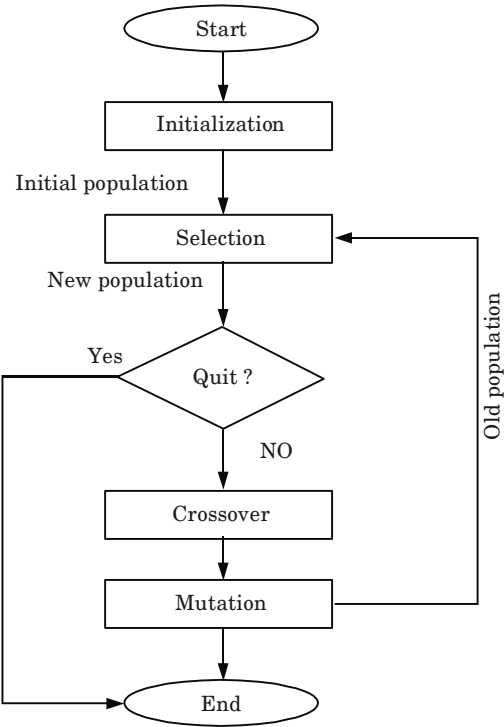 Start
Initialization
Initial population
Selection
New population
Yes
Quit ?
NO
Crossover
Mutation
End
Old population